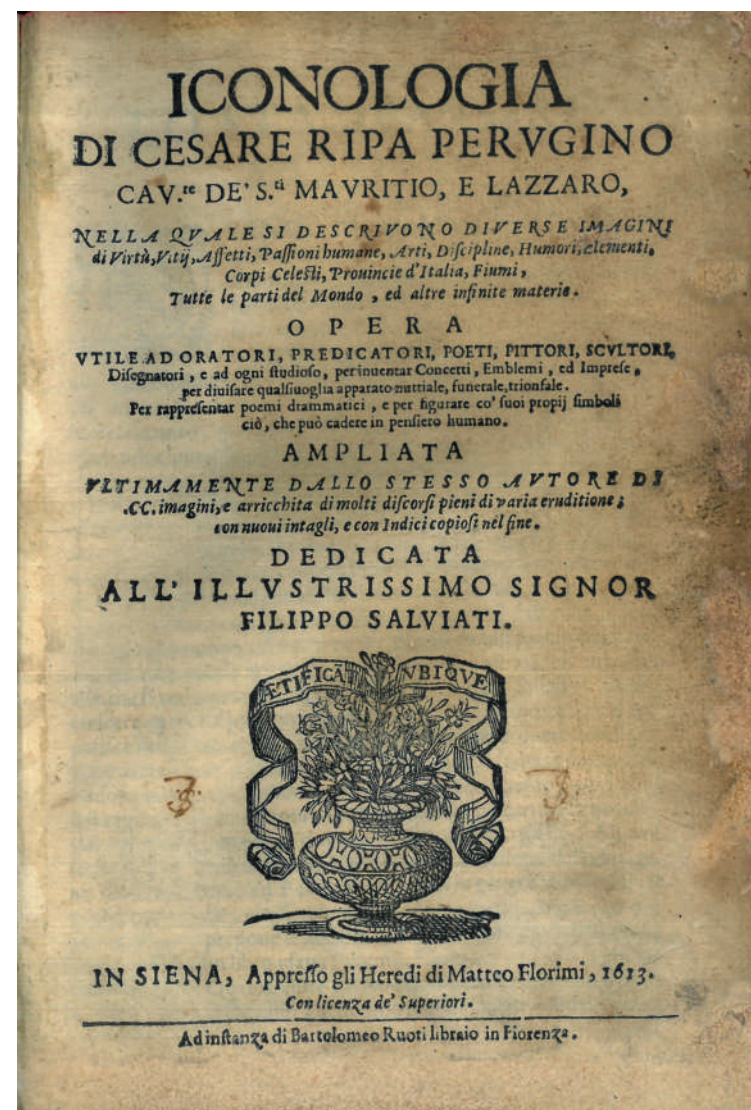 ICONOLOGIA
DI CESARE RIPA PERVGINO
CAV.re DE' S.ti MAVRITIO, E LAZZARO,
NELLA QVALE SI DESCRIVONO DIVERSE IMAGINI
di Virtù, Vitij, Affetti, Paſſioni humane, Arti, Diſcipline, Humori, Elementi,
Corpi Celeſti, Prouincie d'Italia, Fiumi,
Tutte le parti del Mondo, ed altre infinite materie.
OPERA
VTILE AD ORATORI, PREDICATORI, POETI, PITTORI, SCVLTORI,
Diſegnatori, e ad ogni ſtudioſo, per inuentar Concetti, Emblemi, ed Impreſe,
per diuiſare qualſiuoglia apparato nuttiale, funerale, trionfale.
Per rappreſentar poemi drammatici, e per figurare co' ſuoi propij ſimboli
ciò, che può cadere in penſiero humano.
AMPLIATA
VLTIMAMENTE DALLO STESSO AVTORE DI
.CC. imagini, e arricchita di molti diſcorſi pieni di varia eruditione;
con nuoui intagli, e con Indici copioſi nel fine.
DEDICATA
ALL' ILLVSTRISSIMO SIGNOR
FILIPPO SALVIATI.
ÆTIFICĀT VBIQVE
IN SIENA, Appreſſo gli Heredi di Matteo Florimi, 1613.
Con licenza de' Superiori.
Ad inſtanza di Bartolomeo Ruoti libraio in Fiorenza.